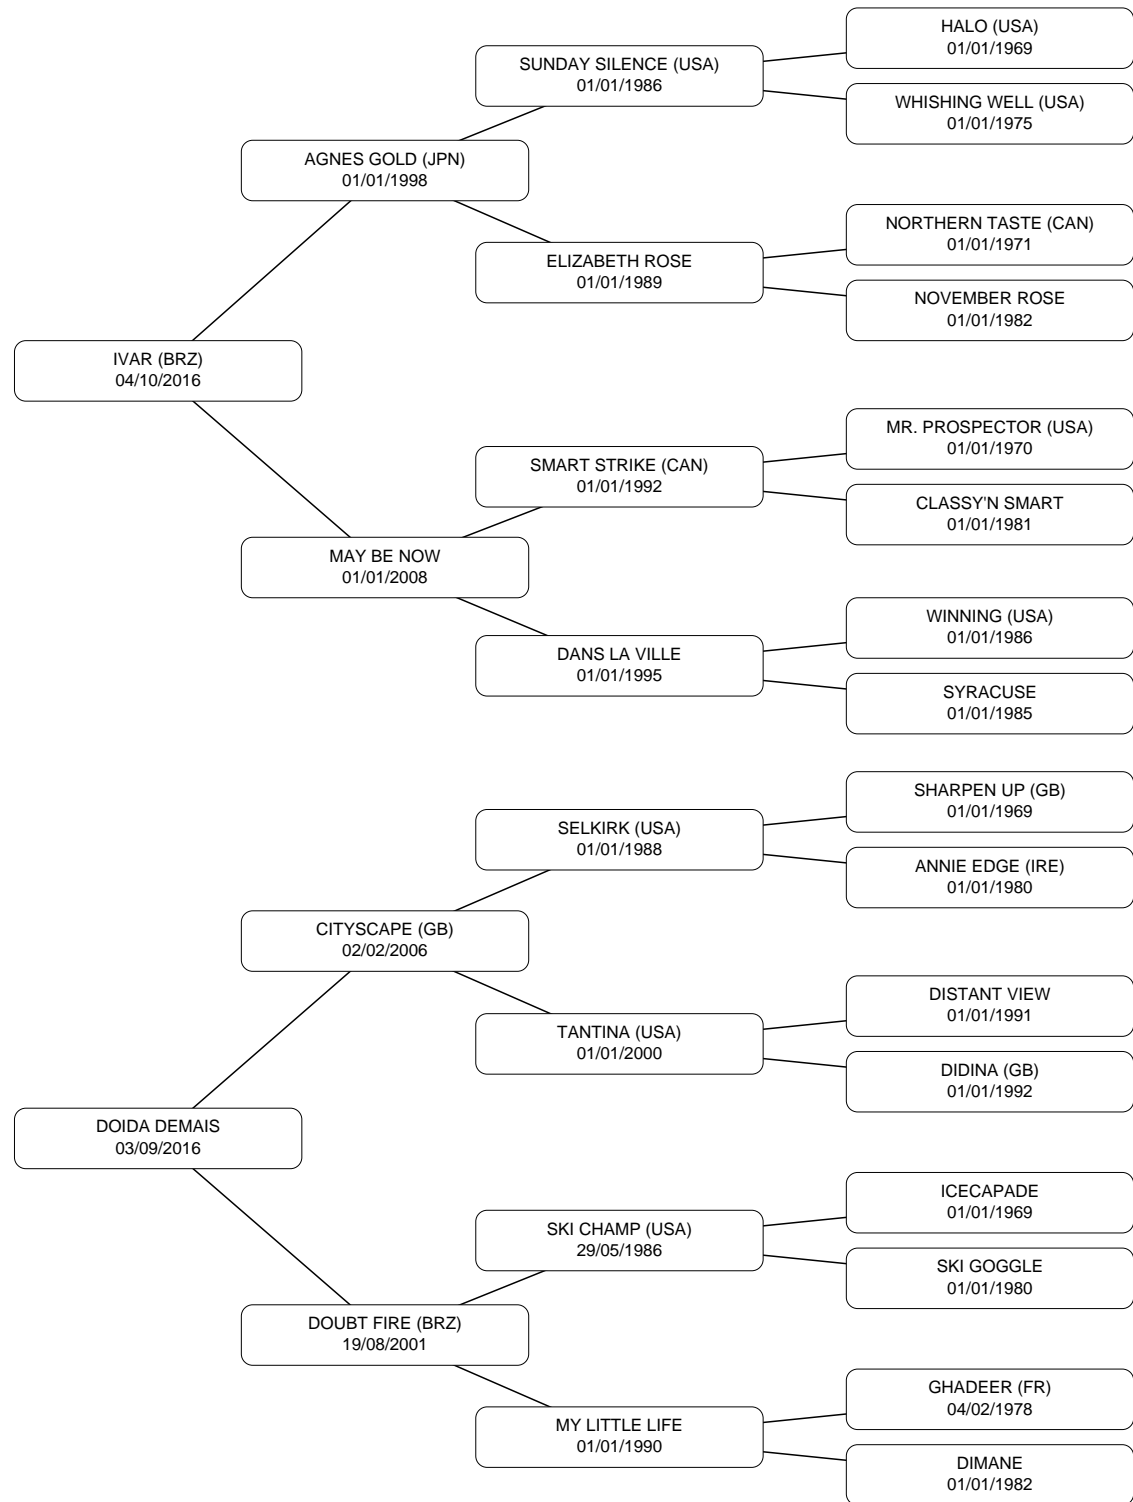 HALO (USA)
01/01/1969
SUNDAY SILENCE (USA)
01/01/1986
WHISHING WELL (USA)
01/01/1975
AGNES GOLD (JPN)
01/01/1998
NORTHERN TASTE (CAN)
01/01/1971
ELIZABETH ROSE
01/01/1989
NOVEMBER ROSE
01/01/1982
IVAR (BRZ)
04/10/2016
MR. PROSPECTOR (USA)
01/01/1970
SMART STRIKE (CAN)
01/01/1992
CLASSY'N SMART
01/01/1981
MAY BE NOW
01/01/2008
WINNING (USA)
01/01/1986
DANS LA VILLE
01/01/1995
SYRACUSE
01/01/1985
SHARPEN UP (GB)
01/01/1969
SELKIRK (USA)
01/01/1988
ANNIE EDGE (IRE)
01/01/1980
CITYSCAPE (GB)
02/02/2006
DISTANT VIEW
01/01/1991
TANTINA (USA)
01/01/2000
DIDINA (GB)
01/01/1992
DOIDA DEMAIS
03/09/2016
ICECAPADE
01/01/1969
SKI CHAMP (USA)
29/05/1986
SKI GOGGLE
01/01/1980
DOUBT FIRE (BRZ)
19/08/2001
GHADEER (FR)
04/02/1978
MY LITTLE LIFE
01/01/1990
DIMANE
01/01/1982